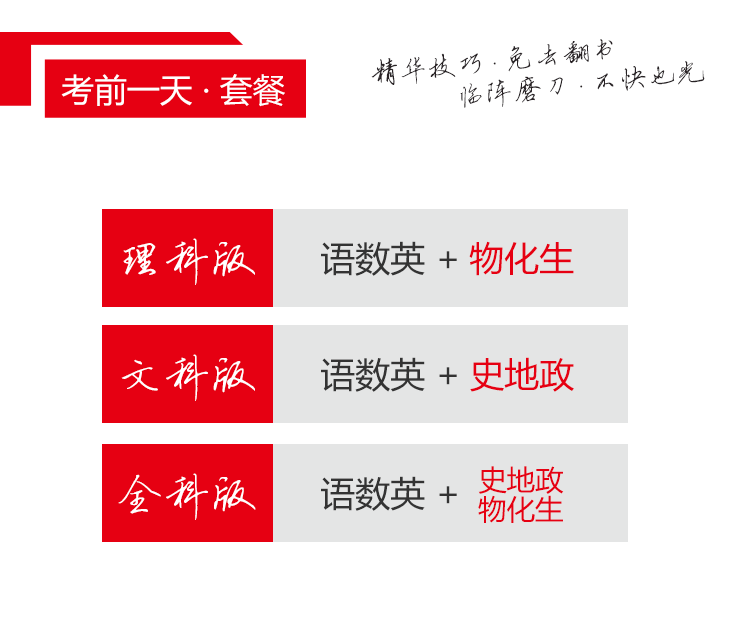 考前一天·套餐
精华技巧·免去翻书
临阵磨刀·不快也光
理科版 语数英 + 物化生
文科版 语数英 + 史地政
全科版 语数英 + 史地政
物化生